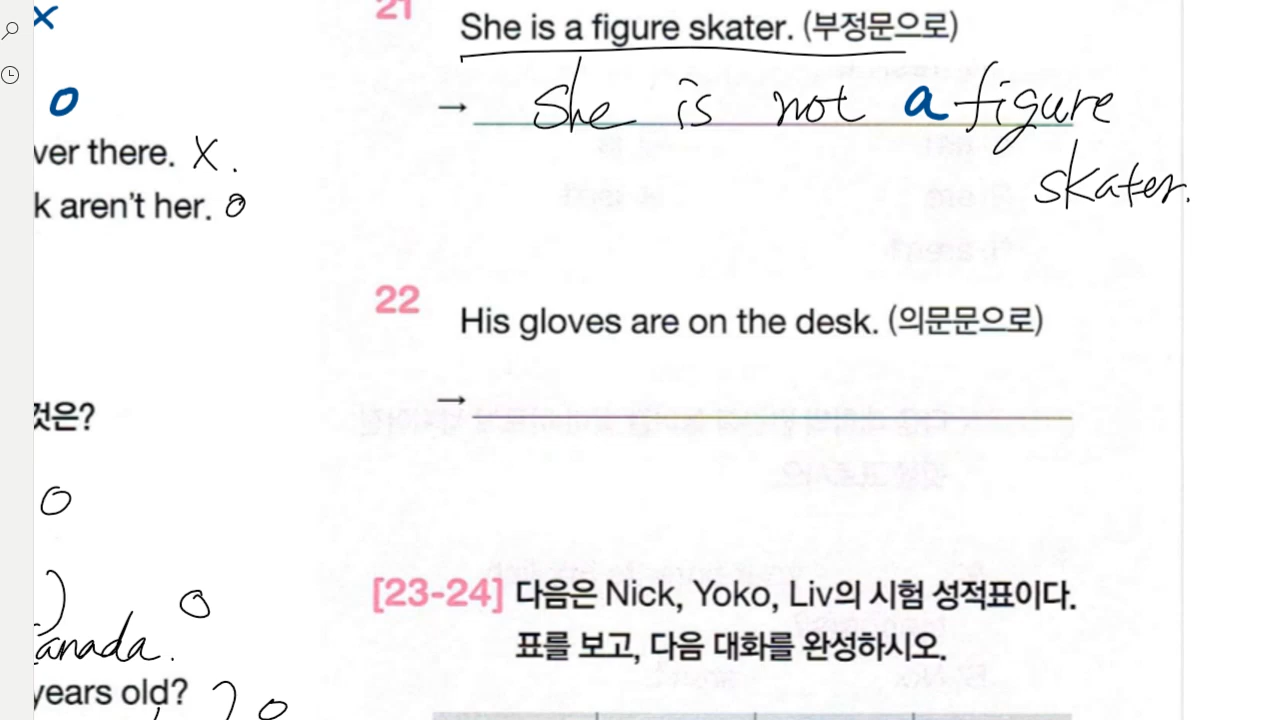 x
o
ver there. X.
k aren't her. o
것은?
o
)
o
Canada.
years old? ? o
21
She is a figure skater. (부정문으로)
→ She is not a figure
skater.
22
His gloves are on the desk. (의문문으로)
→
[23-24] 다음은 Nick, Yoko, Liv의 시험 성적표이다.
표를 보고, 다음 대화를 완성하시오.